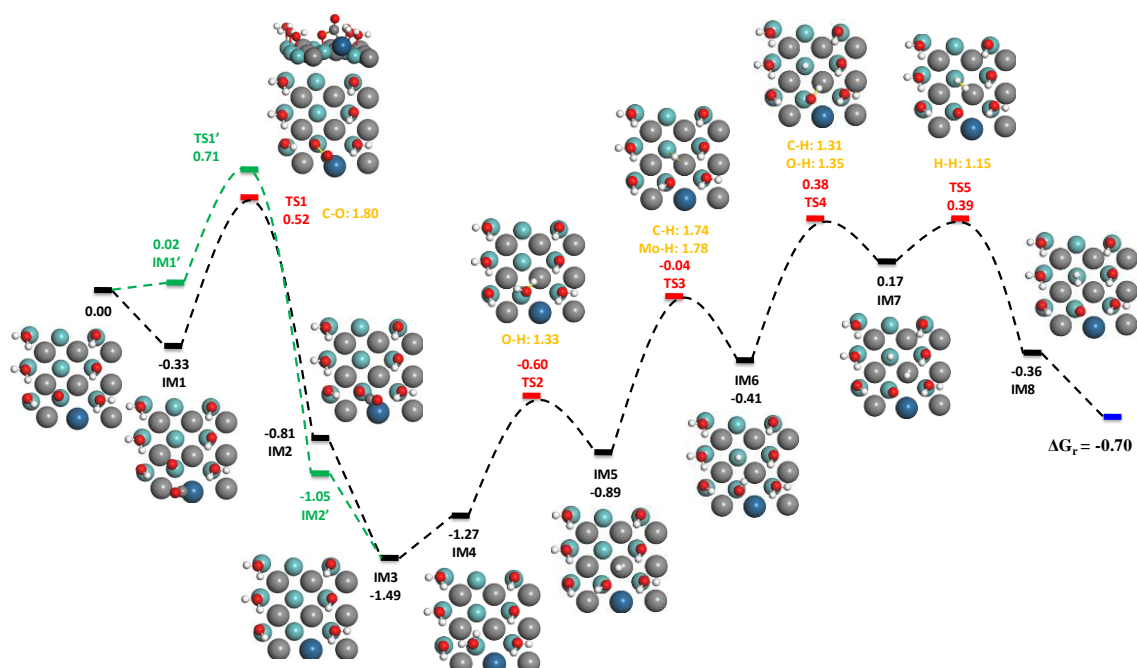 TS1’
0.71
TS1
0.52
C-O: 1.80
0.02
IM1’
0.00
-0.33
IM1
-0.81
IM2
-1.05
IM2’
IM3
-1.49
-1.27
IM4
O-H: 1.33
-0.60
TS2
IM5
-0.89
C-H: 1.74
Mo-H: 1.78
-0.04
TS3
IM6
-0.41
C-H: 1.31
O-H: 1.35
0.38
TS4
0.17
IM7
H-H: 1.15
TS5
0.39
-0.36
IM8
ΔGr = -0.70